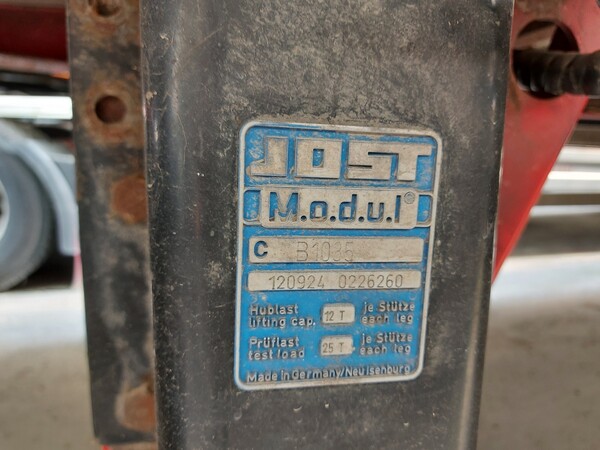 JOST
M.o.d.u.l®
C B1035
120924 0226260
Hublast je Stütze
lifting cap. 12 T each leg
Prüflast je Stütze
test load 25 T each leg
Made in Germany/Neu Isenburg